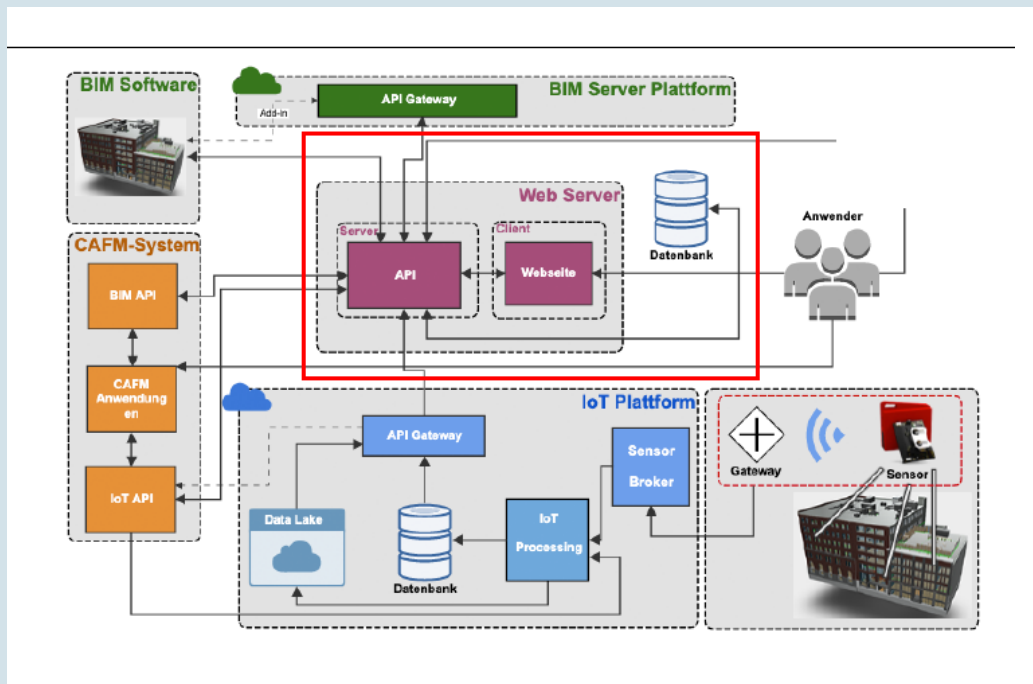 BIM Software
BIM Server Plattform
API Gateway
Add-in
Web Server
Server
API
Client
Webseite
Datenbank
Anwender
CAFM-System
BIM API
CAFM
Anwendung
en
IoT API
IoT Plattform
API Gateway
Sensor
Broker
Data Lake
Datenbank
IoT
Processing
Gateway
Sensor